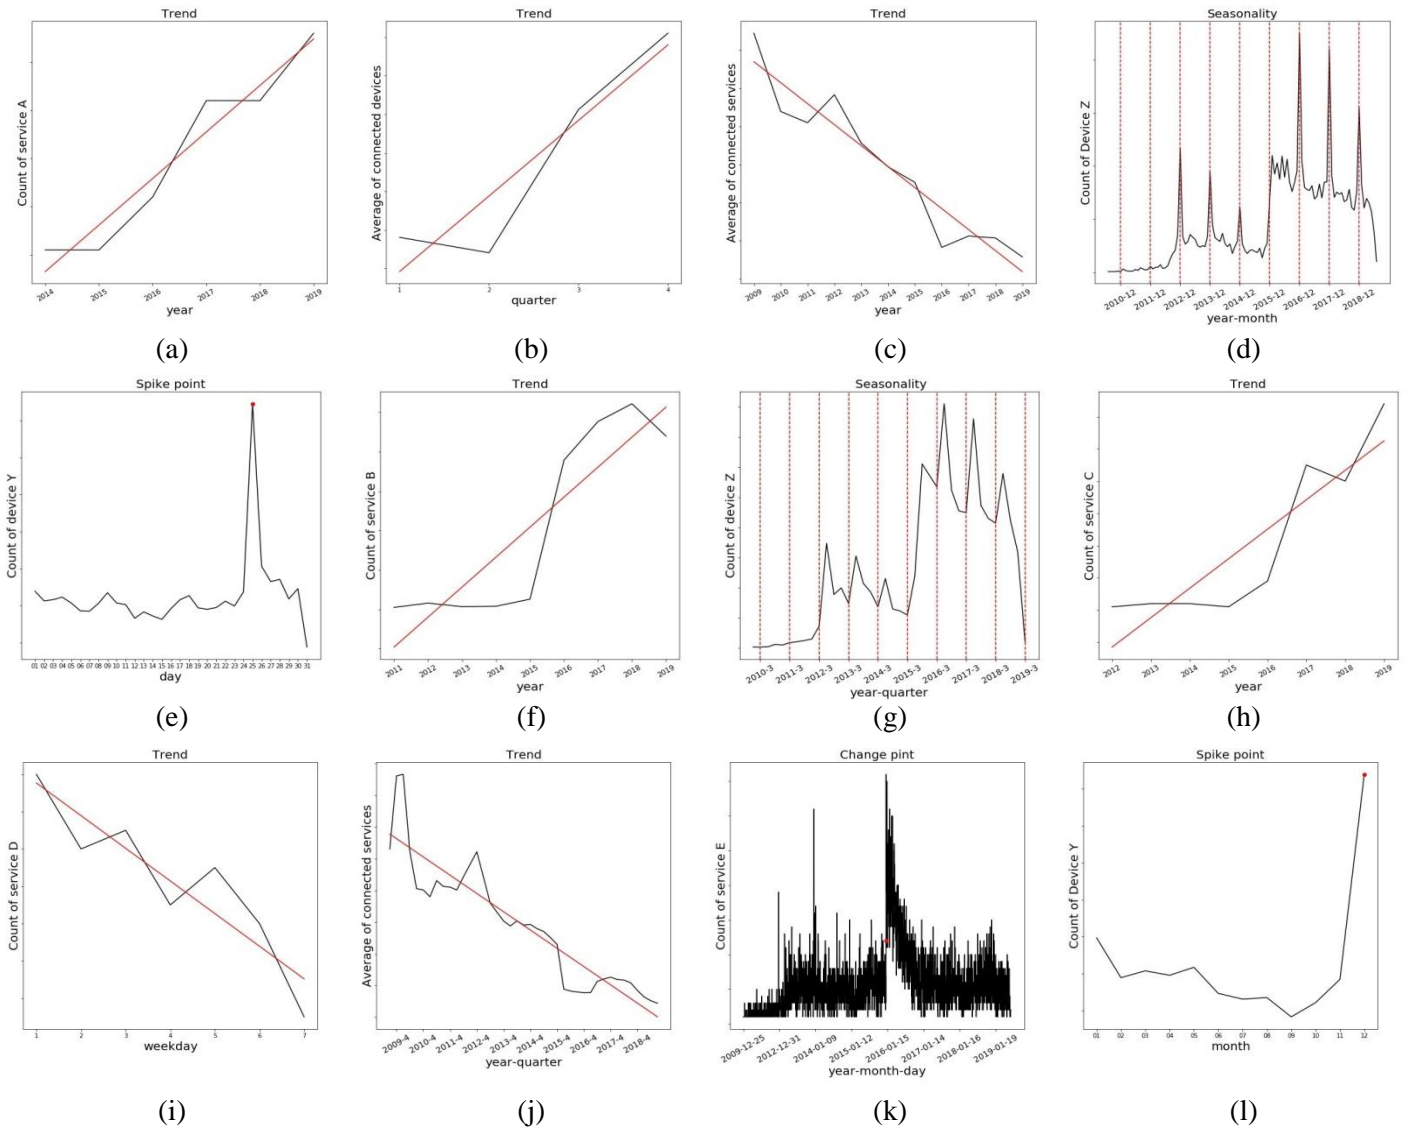 Trend
Count of service A
2014 2015 2016 2017 2018 2019
year
(a)
Trend
Average of connected devices
1 2 3 4
quarter
(b)
Trend
Average of connected services
2009 2010 2011 2012 2013 2014 2015 2016 2017 2018 2019
year
(c)
Seasonality
Count of Device Z
2010-12 2011-12 2012-12 2013-12 2014-12 2015-12 2016-12 2017-12 2018-12
year-month
(d)
Spike point
Count of device Y
01 02 03 04 05 06 07 08 09 10 11 12 13 14 15 16 17 18 19 20 21 22 23 24 25 26 27 28 29 30 31
day
(e)
Trend
Count of service B
2011 2012 2013 2014 2015 2016 2017 2018 2019
year
(f)
Seasonality
Count of device Z
2010-3 2011-3 2012-3 2013-3 2014-3 2015-3 2016-3 2017-3 2018-3 2019-3
year-quarter
(g)
Trend
Count of service C
2012 2013 2014 2015 2016 2017 2018 2019
year
(h)
Trend
Count of service D
1 2 3 4 5 6 7
weekday
(i)
Trend
Average of connected services
2009-4 2010-4 2011-4 2012-4 2013-4 2014-4 2015-4 2016-4 2017-4 2018-4
year-quarter
(j)
Change pint
Count of service E
2009-12-25 2012-12-31 2014-01-09 2015-01-12 2016-01-15 2017-01-14 2018-01-16 2019-01-19
year-month-day
(k)
Spike point
Count of Device Y
01 02 03 04 05 06 07 08 09 10 11 12
month
(l)